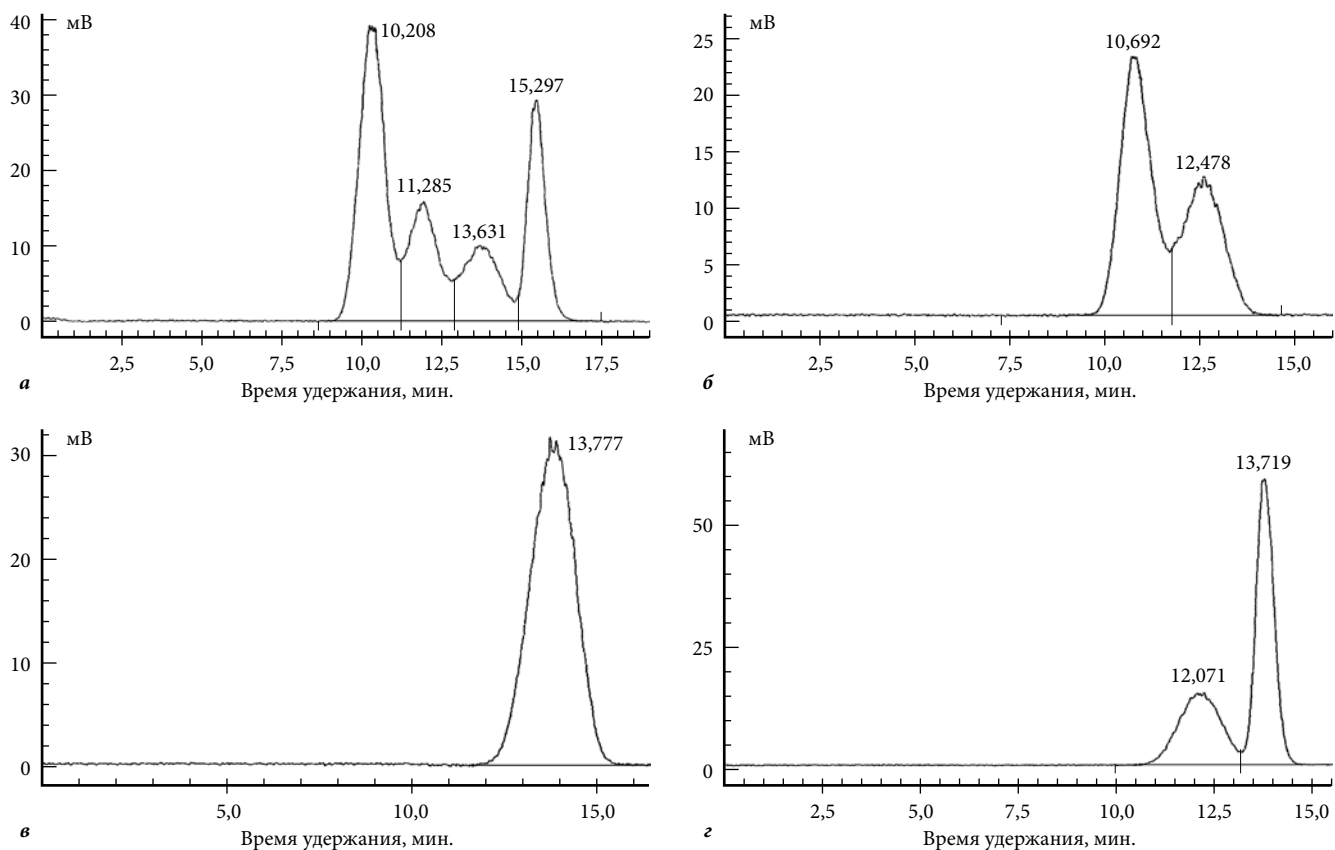 40
мВ
10,208
15,297
30
20
11,285
13,631
10
0
2,5 5,0 7,5 10,0 12,5 15,0 17,5
а
Время удержания, мин.
25
мВ
10,692
20
15
12,478
10
5
0
2,5 5,0 7,5 10,0 12,5 15,0
б
Время удержания, мин.
мВ
30
13,777
20
10
0
5,0 10,0 15,0
в
Время удержания, мин.
мВ
13,719
50
25
12,071
0
2,5 5,0 7,5 10,0 12,5 15,0
г
Время удержания, мин.